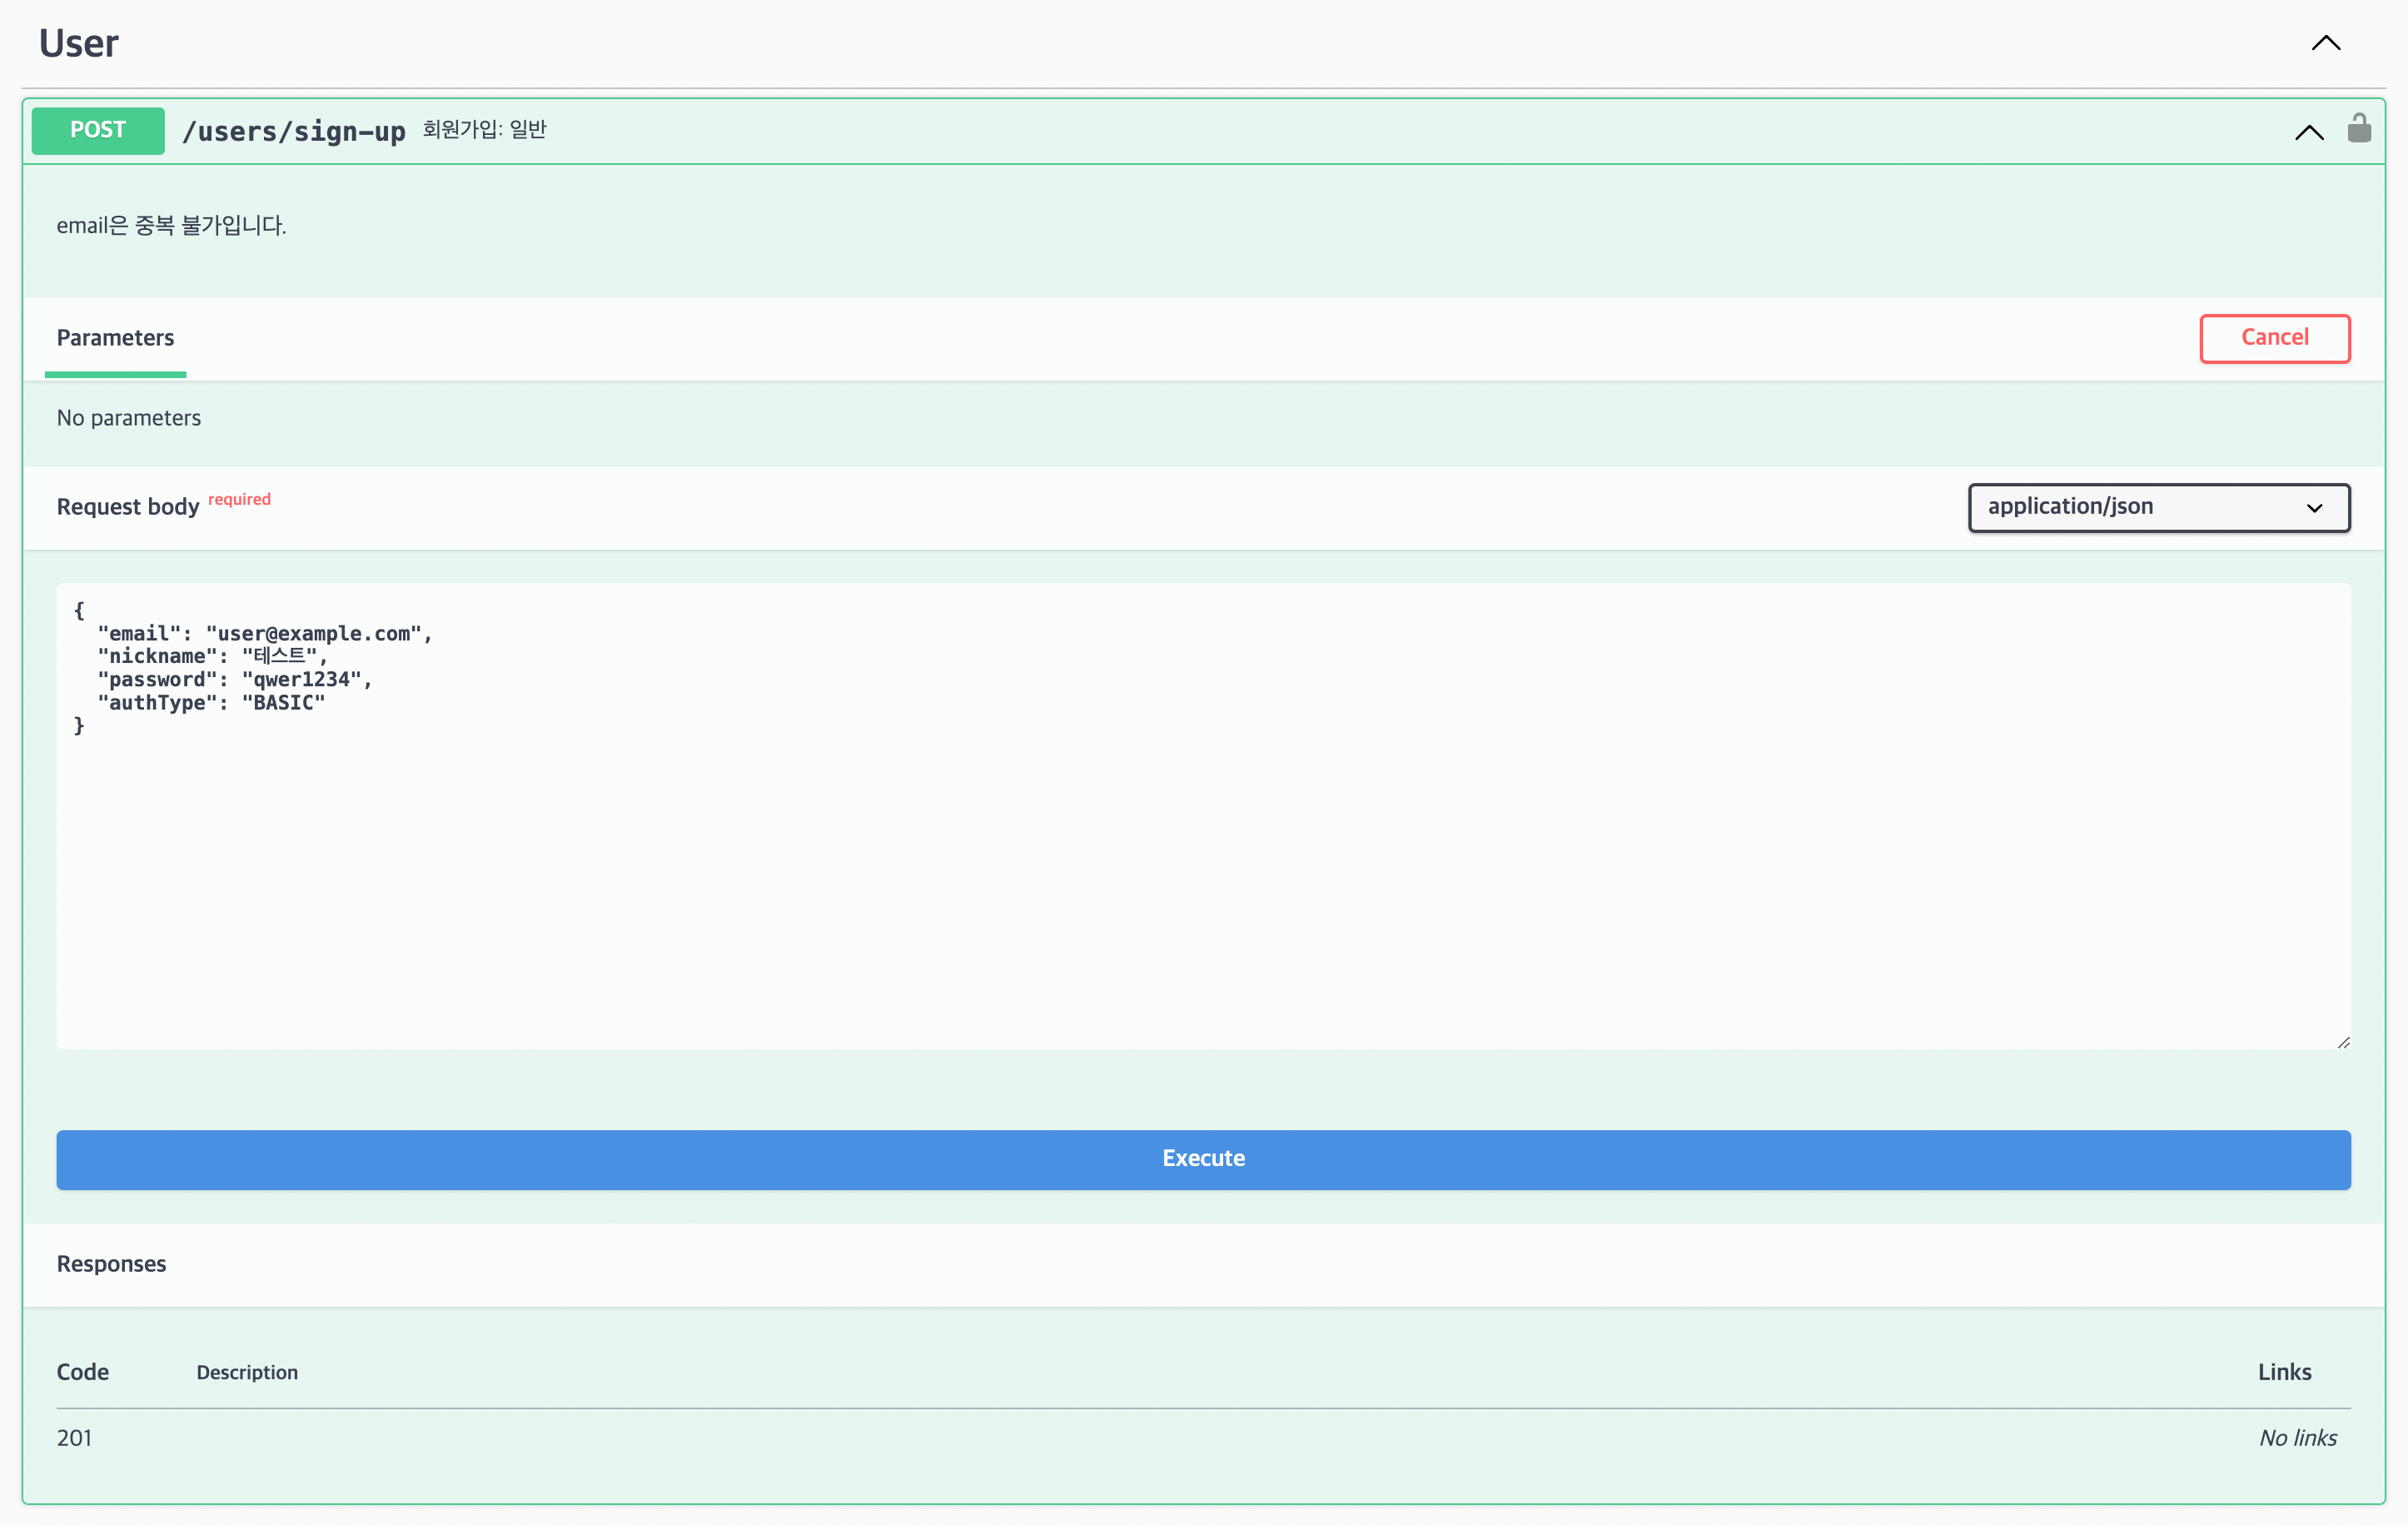 User
POST /users/sign-up 회원가입: 일반
email은 중복 불가입니다.
Parameters Cancel
No parameters
Request body required application/json
{
  "email": "user@example.com",
  "nickname": "테스트",
  "password": "qwer1234",
  "authType": "BASIC"
}
Execute
Responses
Code Description Links
201 No links